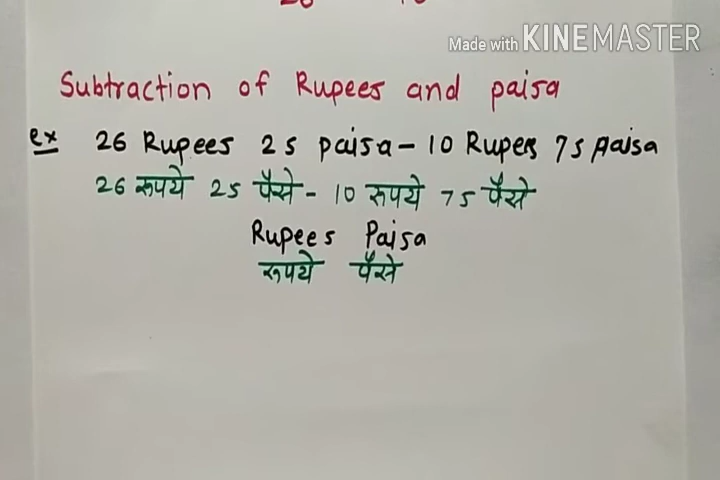 Made with KINEMASTER
Subtraction of Rupees and paisa
ex 26 Rupees 25 paisa - 10 Rupees 75 paisa
26 रूपये 25 पैसे - 10 रूपये 75 पैसे
Rupees Paisa
रूपये पैसे